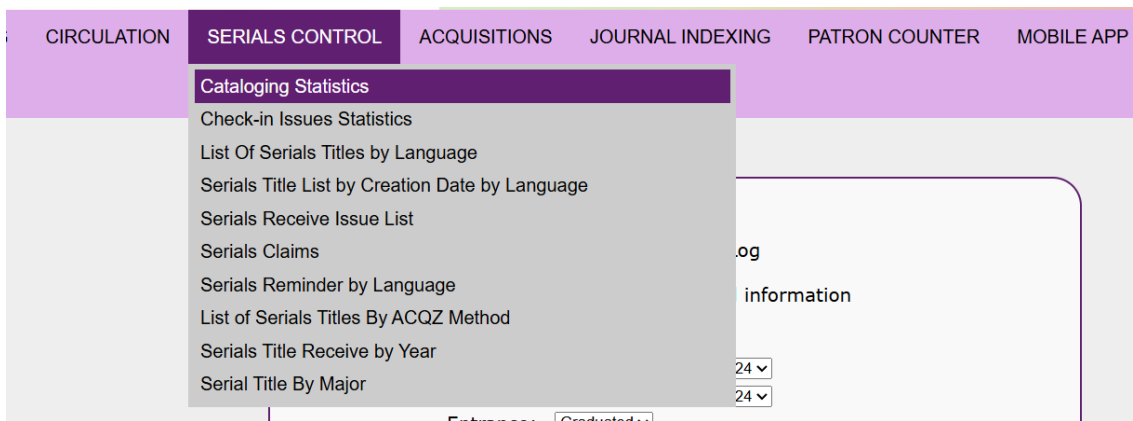 CIRCULATION SERIALS CONTROL ACQUISITIONS JOURNAL INDEXING PATRON COUNTER MOBILE APP
Cataloging Statistics
Check-in Issues Statistics
List Of Serials Titles by Language
Serials Title List by Creation Date by Language
Serials Receive Issue List
Serials Claims
Serials Reminder by Language
List of Serials Titles By ACQZ Method
Serials Title Receive by Year
Serial Title By Major
information
24
24